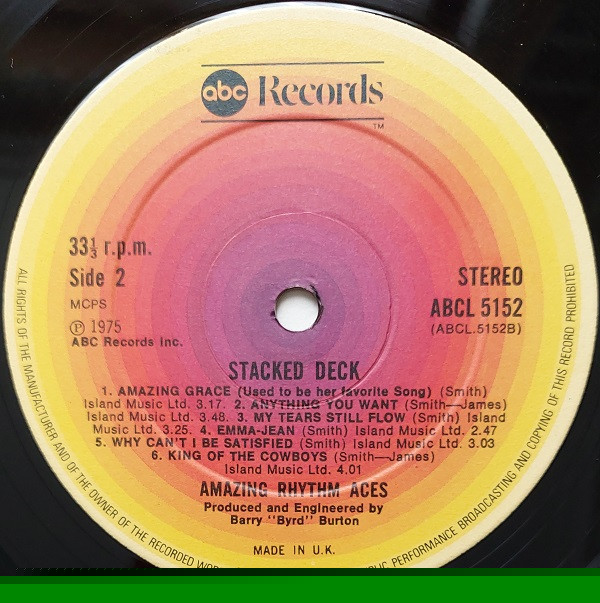 abc Records
TM
33⅓ r.p.m.
Side 2
MCPS
Ⓟ 1975
ABC Records Inc.
STEREO
ABCL 5152
(ABCL.5152B)
STACKED DECK
1. AMAZING GRACE (Used to be her favorite Song) (Smith)
Island Music Ltd. 3.17. 2. ANYTHING YOU WANT (Smith—James)
Island Music Ltd. 3.48. 3. MY TEARS STILL FLOW (Smith) Island
Music Ltd. 3.25. 4. EMMA-JEAN (Smith) Island Music Ltd. 2.47
5. WHY CAN'T I BE SATISFIED (Smith) Island Music Ltd. 3.03
6. KING OF THE COWBOYS (Smith—James)
Island Music Ltd. 4.01
AMAZING RHYTHM ACES
Produced and Engineered by
Barry "Byrd" Burton
MADE IN U.K.
ALL RIGHTS OF THE MANUFACTURER AND OF THE OWNER OF THE RECORDED
PERFORMANCE BROADCASTING AND COPYING OF THIS RECORD PROHIBITED